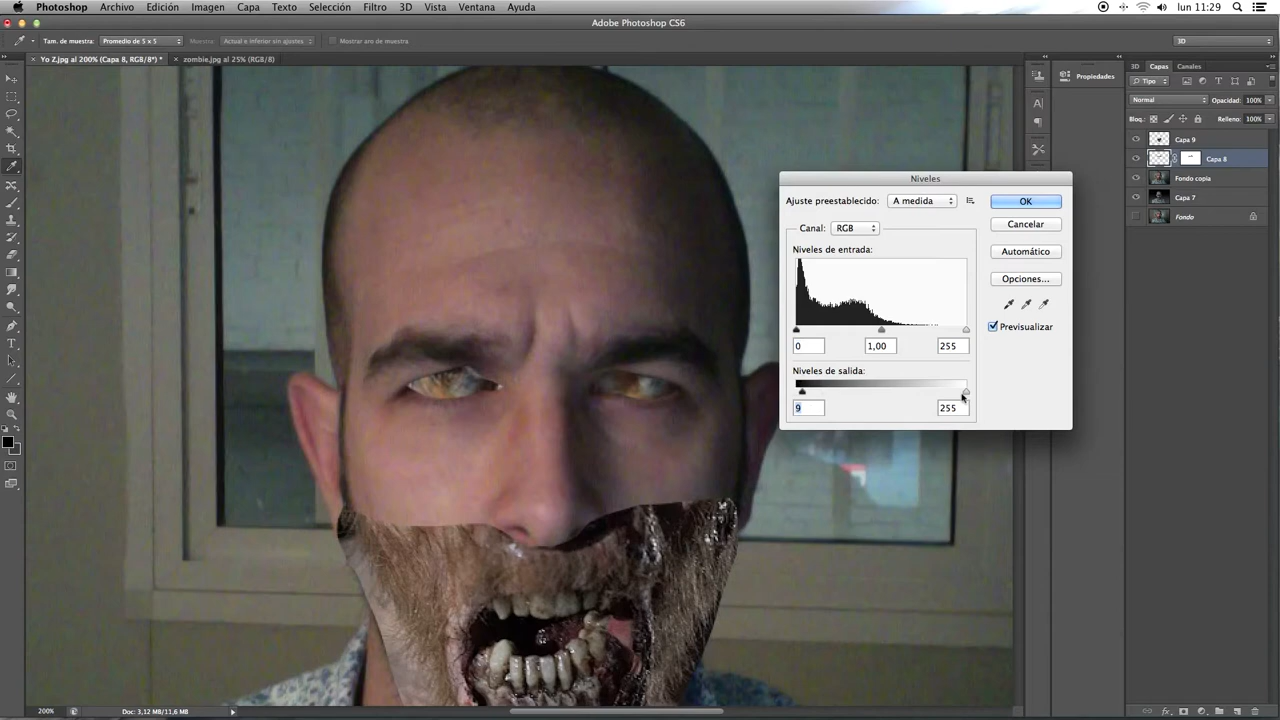 Photoshop Archivo Edición Imagen Capa Texto Selección Filtro 3D Vista Ventana Ayuda lun 11:29
Adobe Photoshop CS6
Tam. de muestra: Promedio de 5 x 5 Muestra: Actual e inferior sin ajustes Mostrar aro de muestra 3D
Yo Z.jpg al 200% (Capa 8, RGB/8*) * zombie.jpg al 25% (RGB/8)
Propiedades
3D Capas Canales
Tipo
Normal Opacidad: 100%
Bloq.: Relleno: 100%
Capa 9
Capa 8
Fondo copia
Capa 7
Fondo
Niveles
Ajuste preestablecido: A medida OK
Canal: RGB Cancelar
Niveles de entrada: Automático
Opciones...
Previsualizar
0 1,00 255
Niveles de salida:
9 255
200% Doc: 3,12 MB/11,6 MB